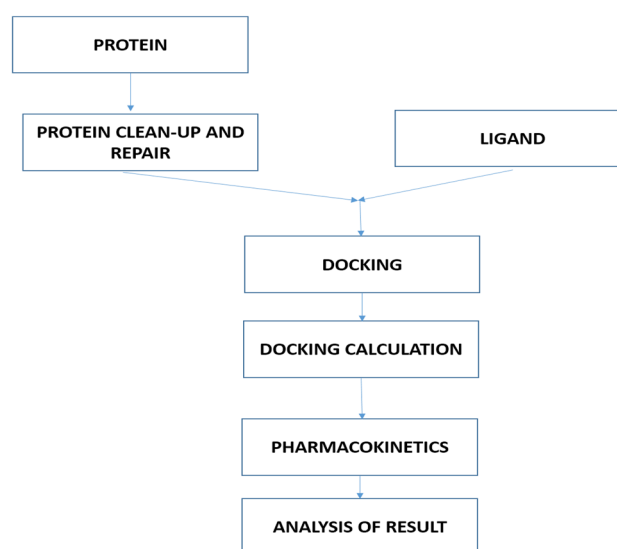 PROTEIN
PROTEIN CLEAN-UP AND
REPAIR
LIGAND
DOCKING
DOCKING CALCULATION
PHARMACOKINETICS
ANALYSIS OF RESULT